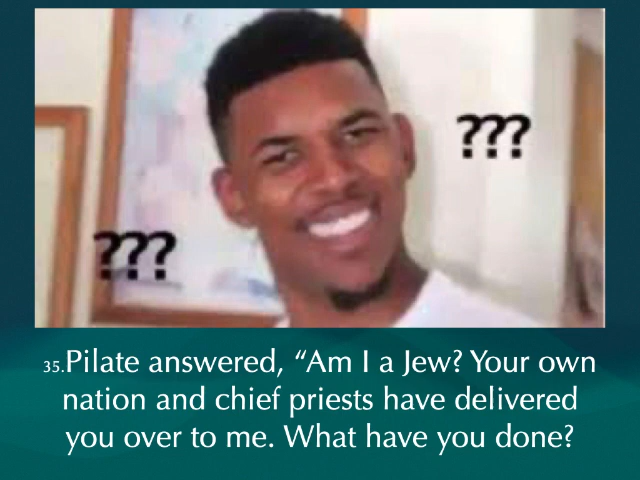 ???
???
35.Pilate answered, “Am I a Jew? Your own
nation and chief priests have delivered
you over to me. What have you done?